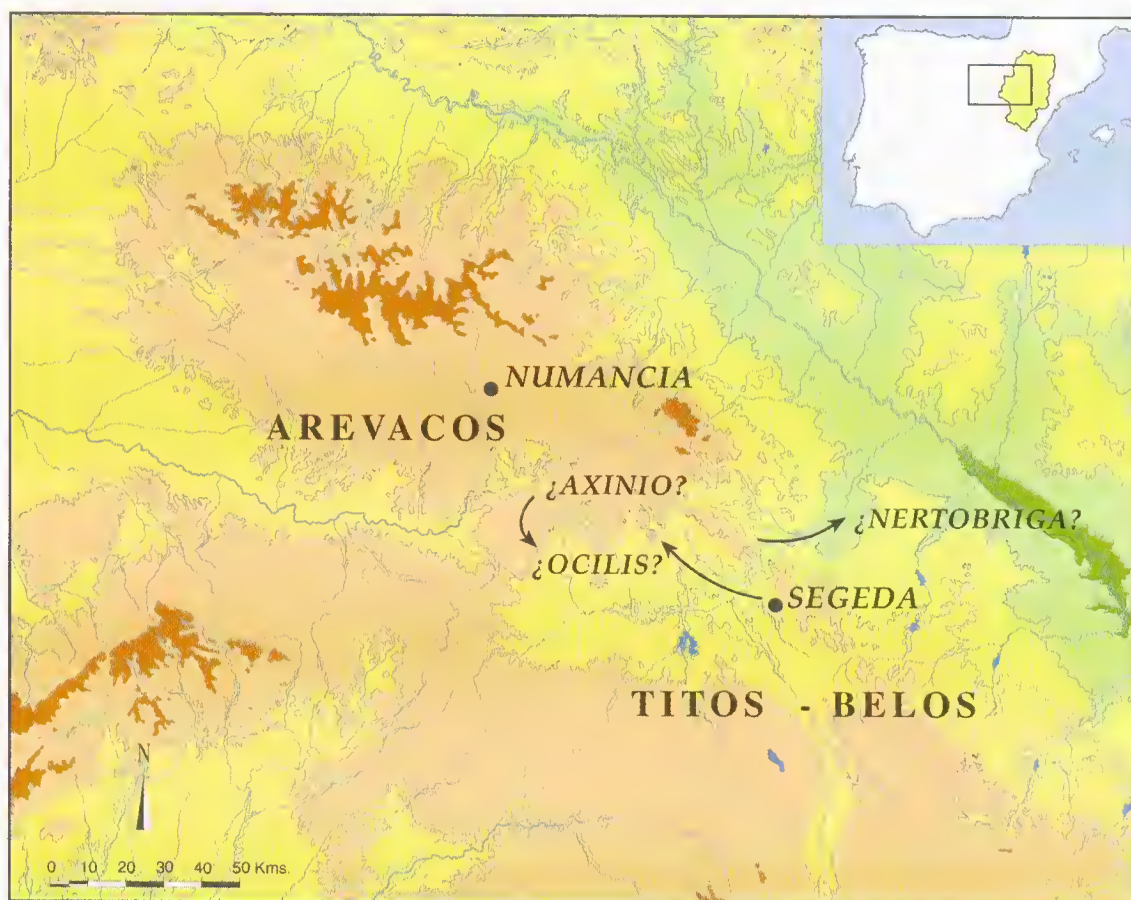 NUMANCIA
AREVACOS
¿AXINIO?
¿NERTOBRIGA?
¿OCILIS?
SEGEDA
TITOS - BELOS
N
0 10 20 30 40 50 Kms.